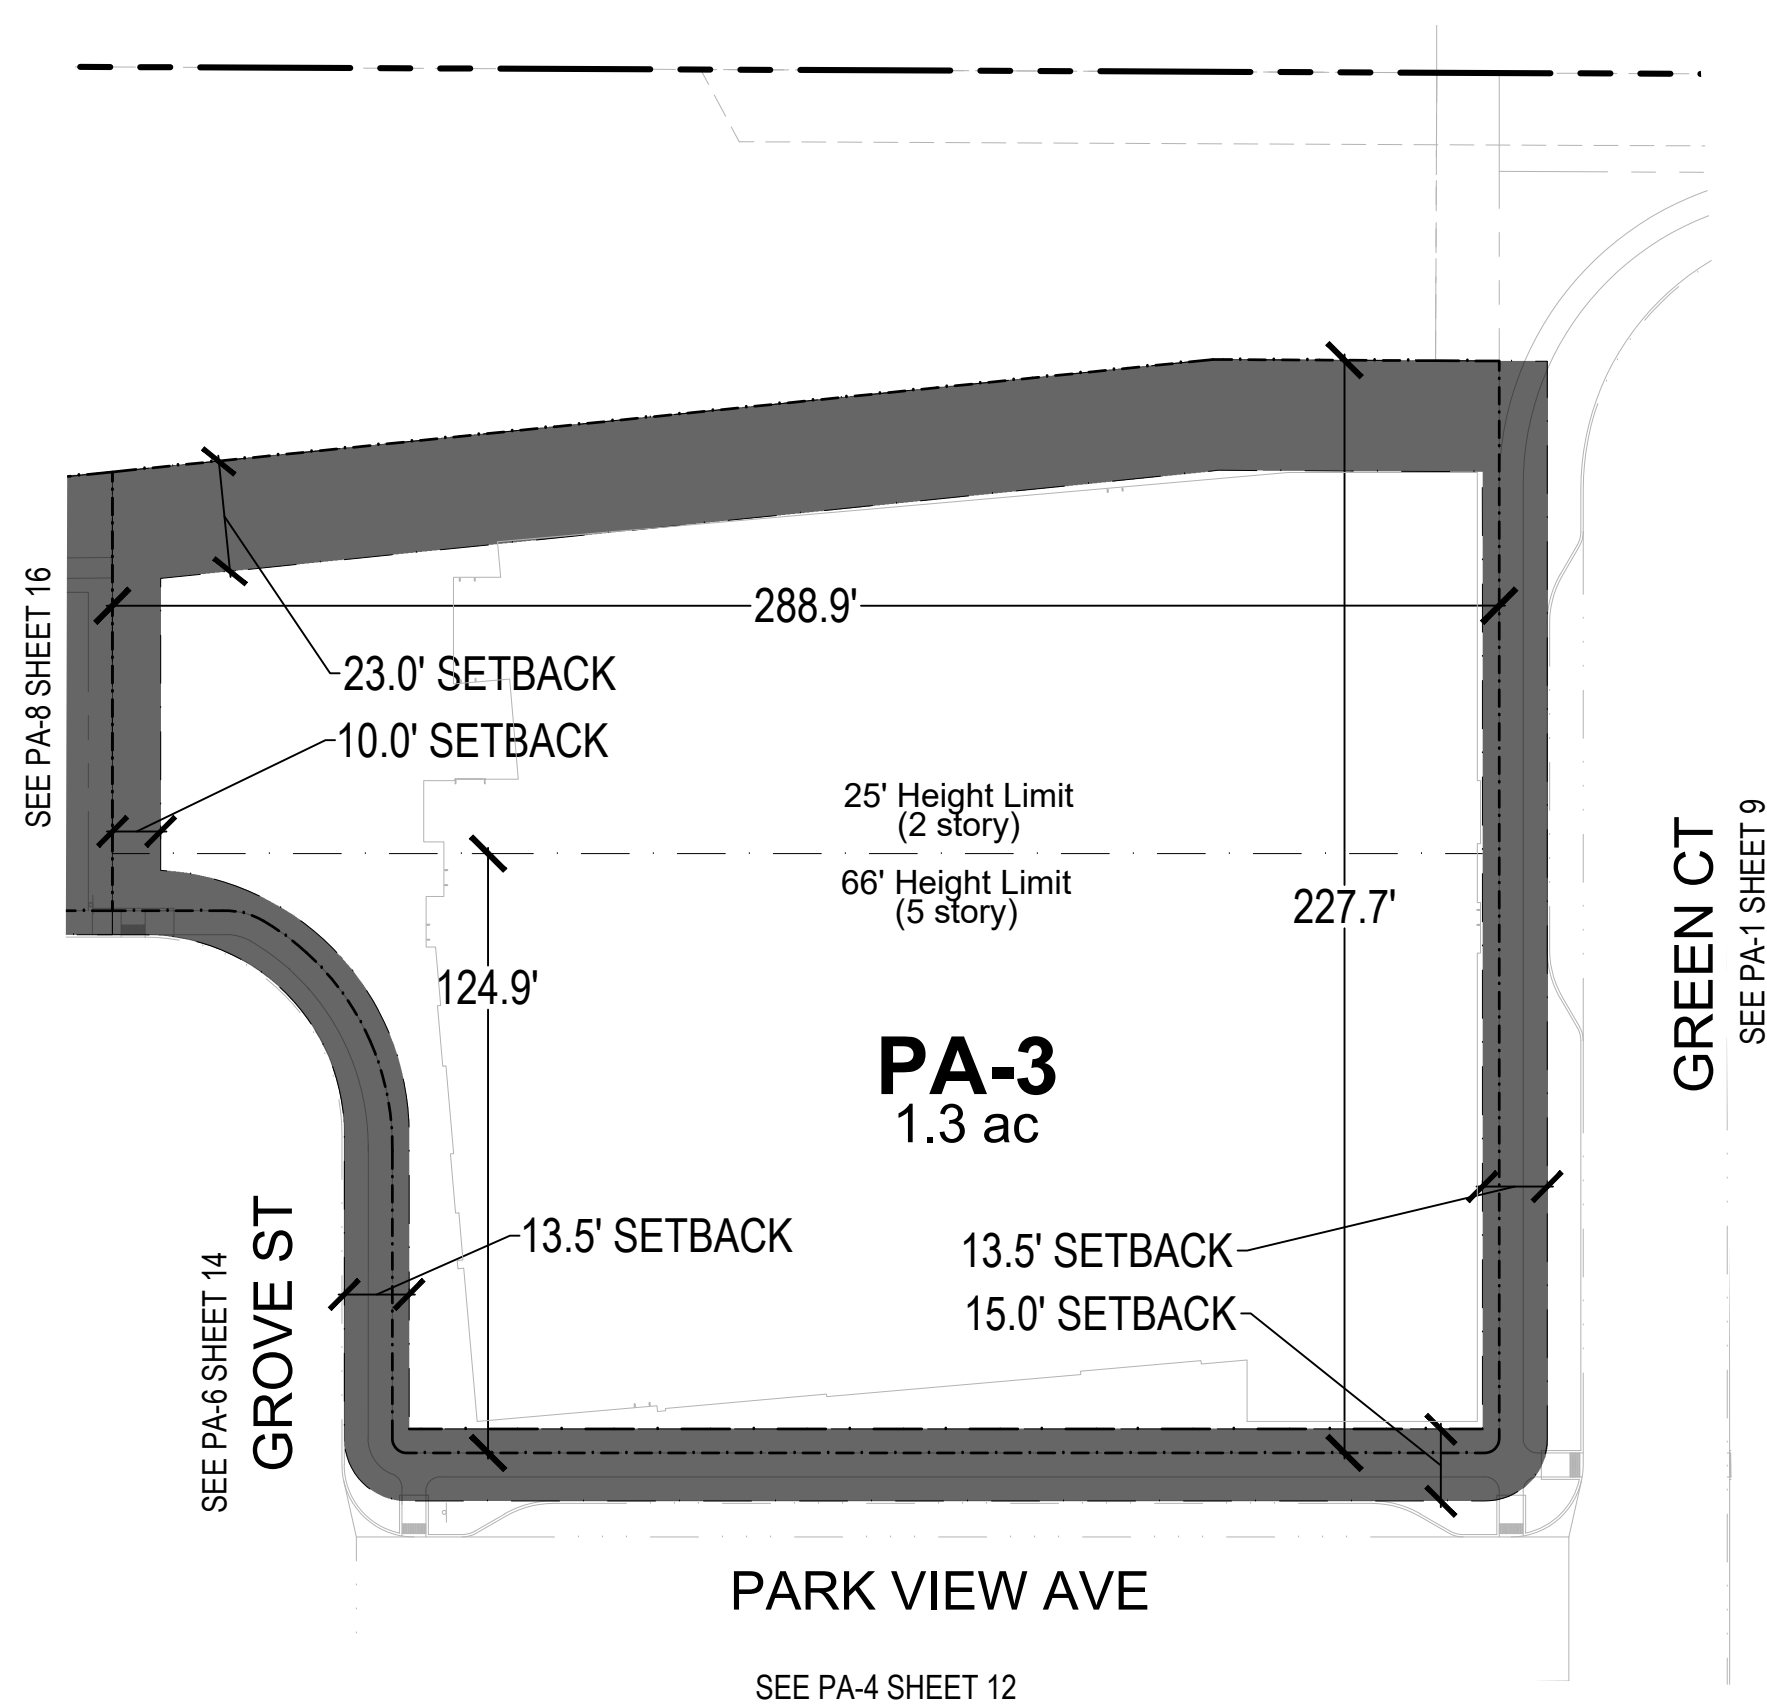 SEE PA-8 SHEET 16
288.9'
23.0' SETBACK
10.0' SETBACK
25' Height Limit
(2 story)
66' Height Limit
(5 story)
227.7'
124.9'
PA-3
1.3 ac
GREEN CT
SEE PA-1 SHEET 9
13.5' SETBACK
13.5' SETBACK
15.0' SETBACK
SEE PA-6 SHEET 14
GROVE ST
PARK VIEW AVE
SEE PA-4 SHEET 12